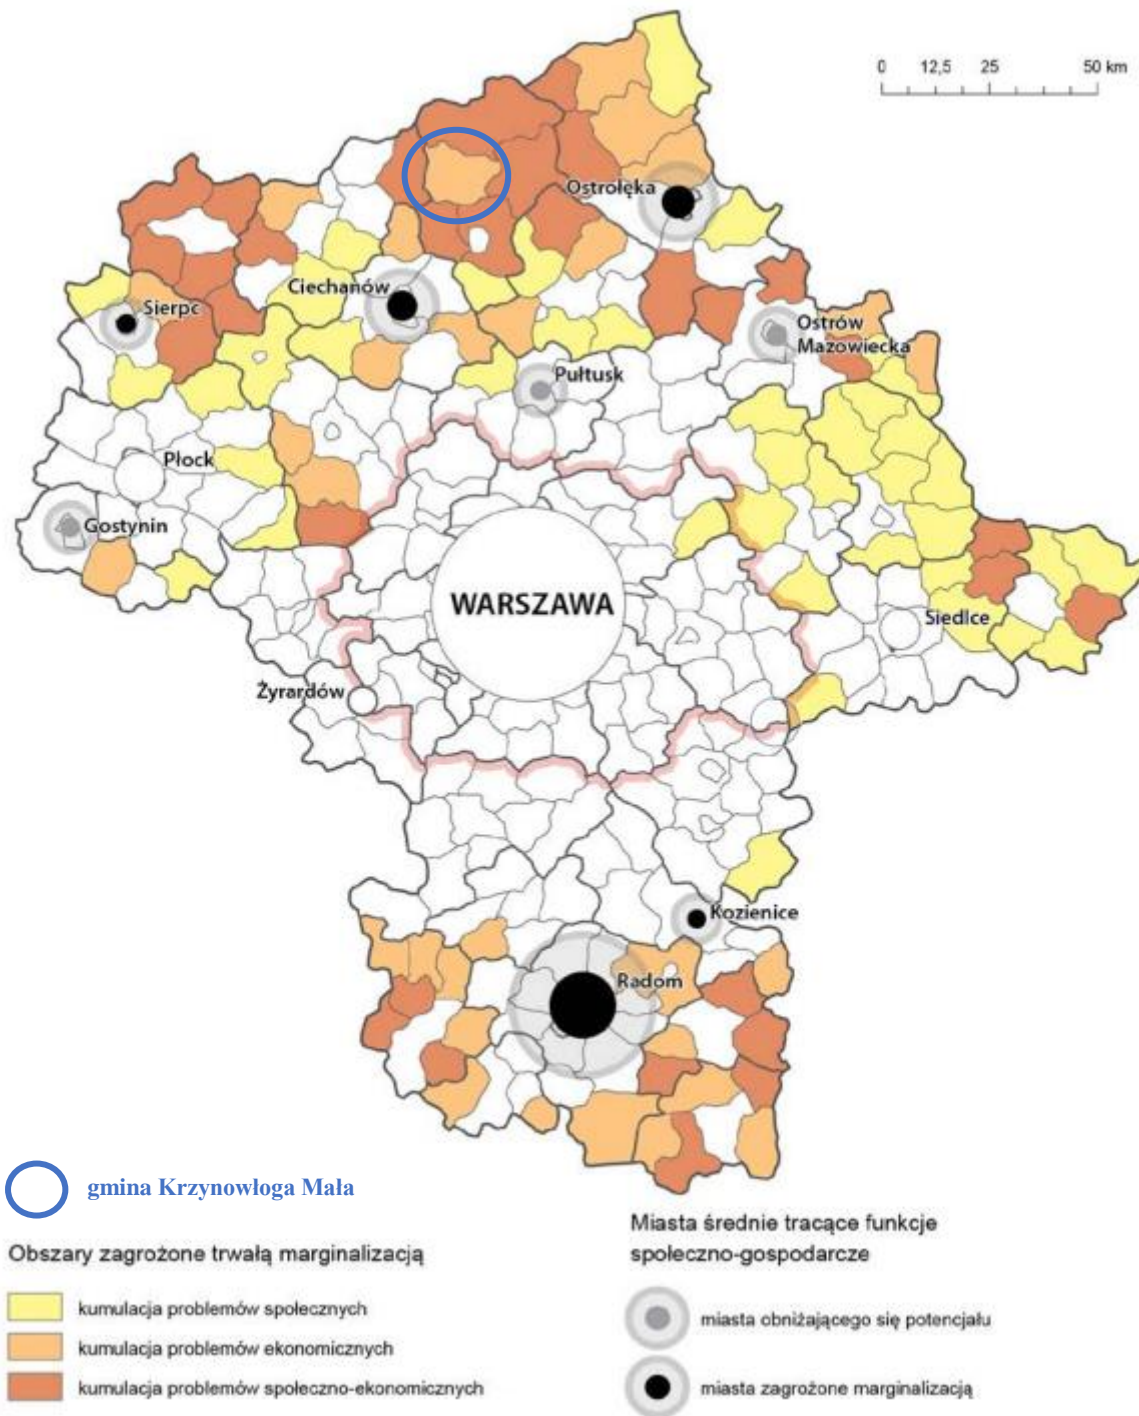 0 12,5 25 50 km
Ostrołęka
Ciechanów
Sierpc
Ostrów
Mazowiecka
Pułtusk
Płock
Gostynin
WARSZAWA
Siedlce
Żyrardów
Kozienice
Radom
gmina Krzynowłoga Mała
Obszary zagrożone trwałą marginalizacją
kumulacja problemów społecznych
kumulacja problemów ekonomicznych
kumulacja problemów społeczno-ekonomicznych
Miasta średnie tracące funkcje
społeczno-gospodarcze
miasta obniżającego się potencjału
miasta zagrożone marginalizacją